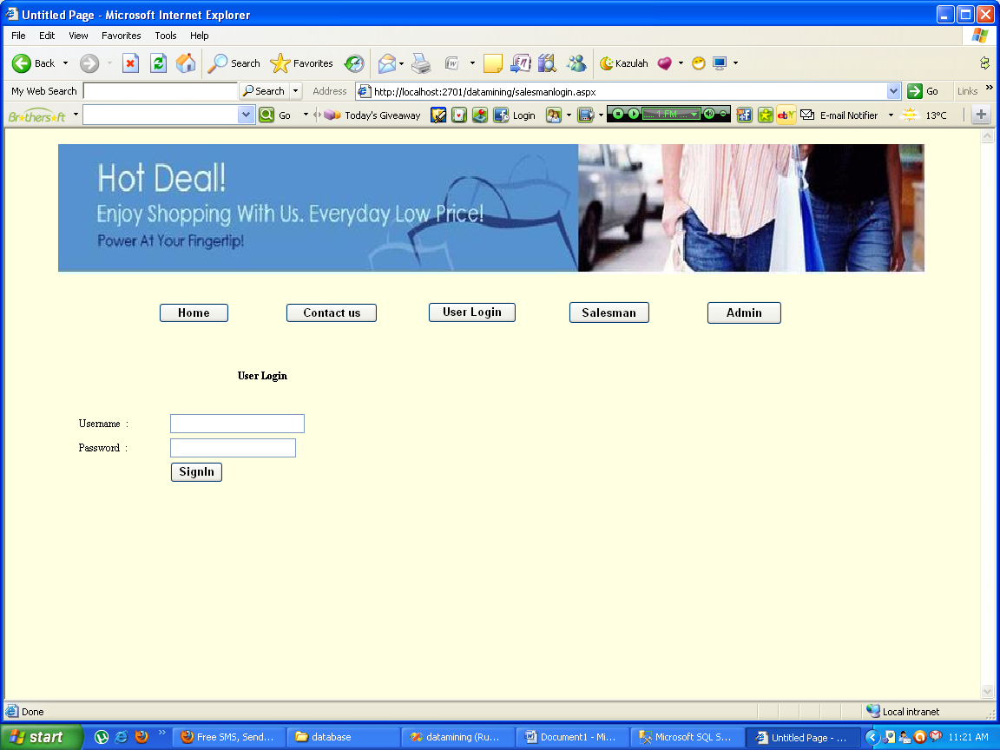 Untitled Page - Microsoft Internet Explorer
File Edit View Favorites Tools Help
Back Search Favorites Kazulah
My Web Search Search Address http://localhost:2701/datamining/salesmanlogin.aspx Go Links »
Br★thers★ft Go Today's Giveaway Login 1.FM ebY E-mail Notifier 13°C
Hot Deal!
Enjoy Shopping With Us. Everyday Low Price!
Power At Your Fingertip!
Home Contact us User Login Salesman Admin
User Login
Username :
Password :
SignIn
Done Local intranet
start Free SMS, Send... database datamining (Ru... Document1 - Mi... Microsoft SQL S... Untitled Page - ... 11:21 AM